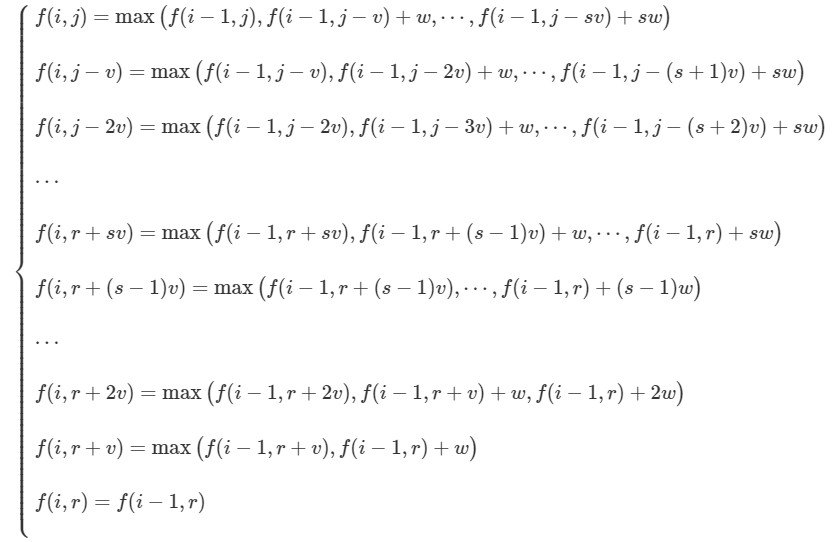 f(i, j) = max(f(i − 1, j), f(i − 1, j − v) + w, ⋯, f(i − 1, j − sv) + sw)
f(i, j − v) = max(f(i − 1, j − v), f(i − 1, j − 2v) + w, ⋯, f(i − 1, j − (s + 1)v) + sw)
f(i, j − 2v) = max(f(i − 1, j − 2v), f(i − 1, j − 3v) + w, ⋯, f(i − 1, j − (s + 2)v) + sw)
⋯
f(i, r + sv) = max(f(i − 1, r + sv), f(i − 1, r + (s − 1)v) + w, ⋯, f(i − 1, r) + sw)
f(i, r + (s − 1)v) = max(f(i − 1, r + (s − 1)v), ⋯, f(i − 1, r) + (s − 1)w)
⋯
f(i, r + 2v) = max(f(i − 1, r + 2v), f(i − 1, r + v) + w, f(i − 1, r) + 2w)
f(i, r + v) = max(f(i − 1, r + v), f(i − 1, r) + w)
f(i, r) = f(i − 1, r)